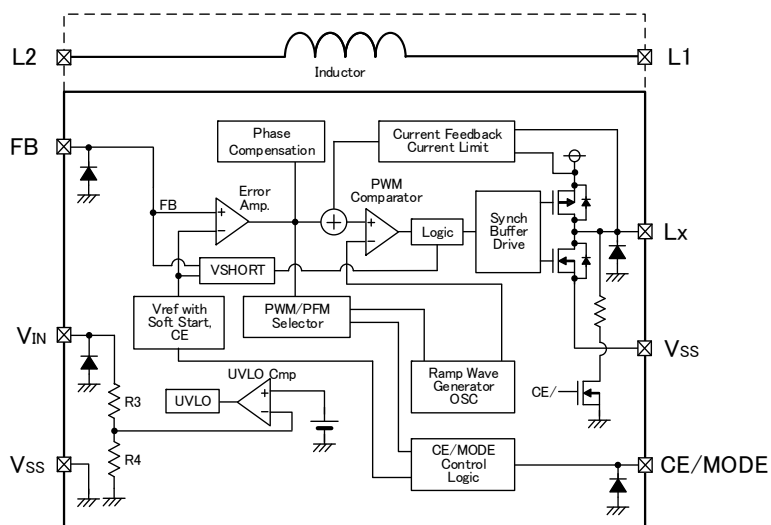 L2
L1
Inductor
FB
Phase
Compensation
Current Feedback
Current Limit
Error
Amp.
PWM
Comparator
FB
+
−
+
+
−
Logic
Synch
Buffer
Drive
Lx
VSHORT
Vref with
Soft Start,
CE
PWM/PFM
Selector
VIN
VSS
Ramp Wave
Generator
OSC
UVLO Cmp
R3
UVLO
+
−
CE/
R4
VSS
CE/MODE
Control
Logic
CE/MODE